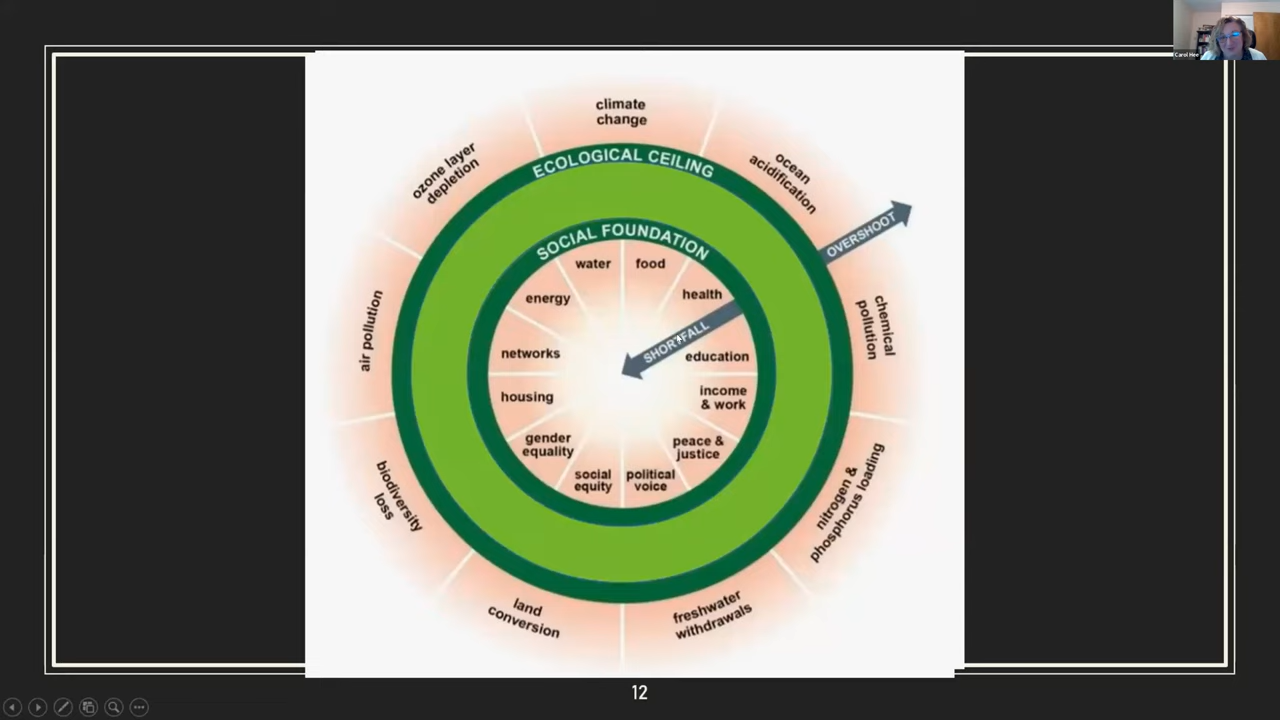 Carol Hee
climate
change
ozone layer
depletion
ocean
acidification
ECOLOGICAL CEILING
OVERSHOOT
SOCIAL FOUNDATION
water
food
energy
health
SHORTFALL
air pollution
chemical
pollution
networks
education
housing
income
& work
gender
equality
peace &
justice
social
equity
political
voice
biodiversity
loss
nitrogen &
phosphorus loading
land
conversion
freshwater
withdrawals
12